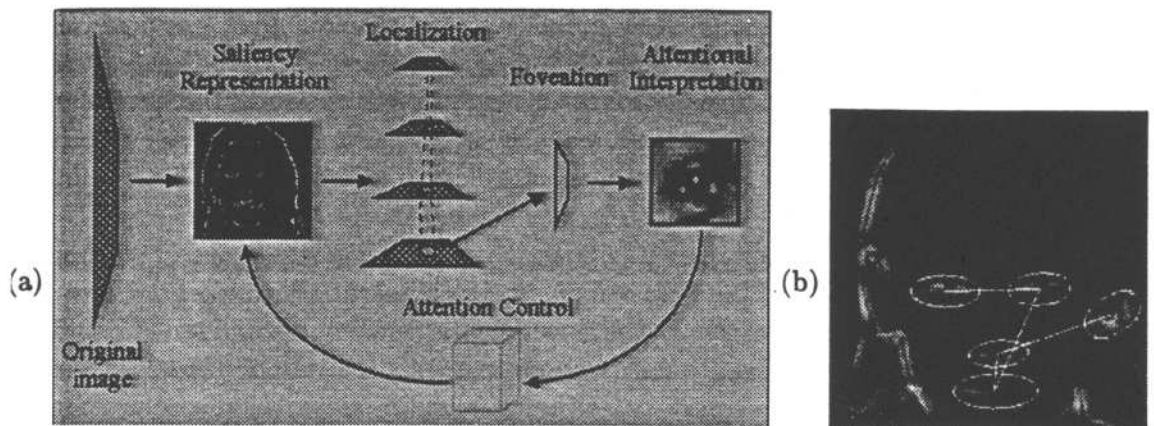 Localization
Saliency
Representation
Foveation
Attentional
Interpretation
(a)
Attention Control
Original
image
(b)